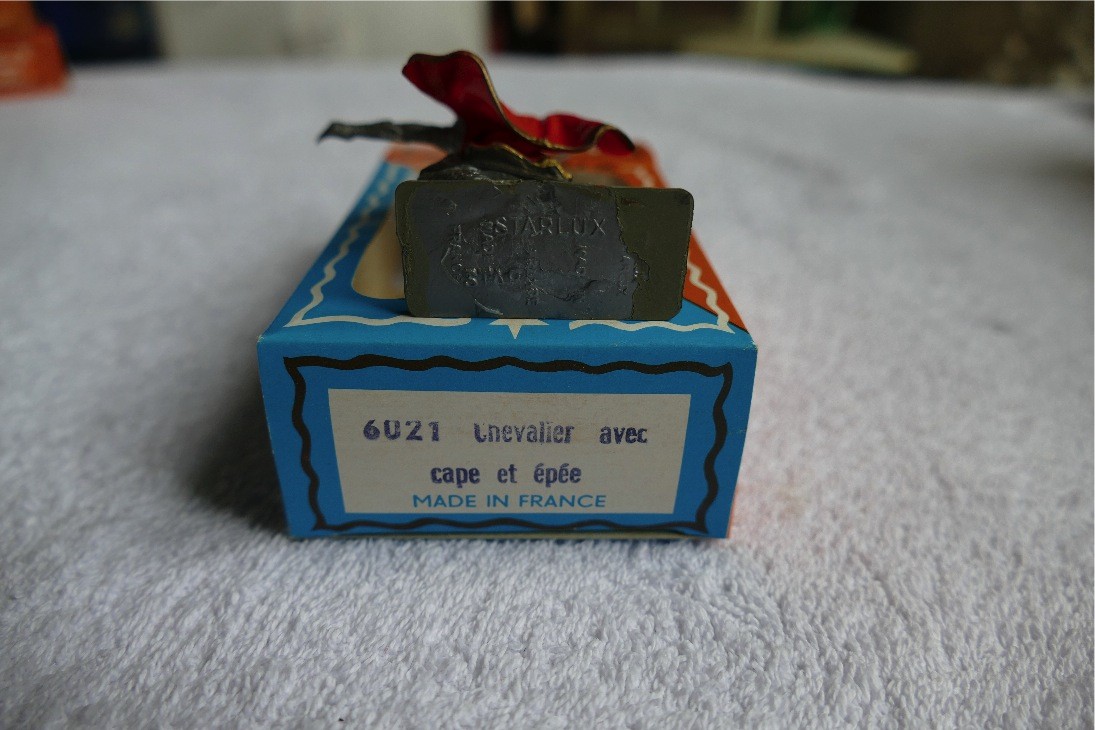 STARLUX
6021 Chevalier avec
cape et épée
MADE IN FRANCE